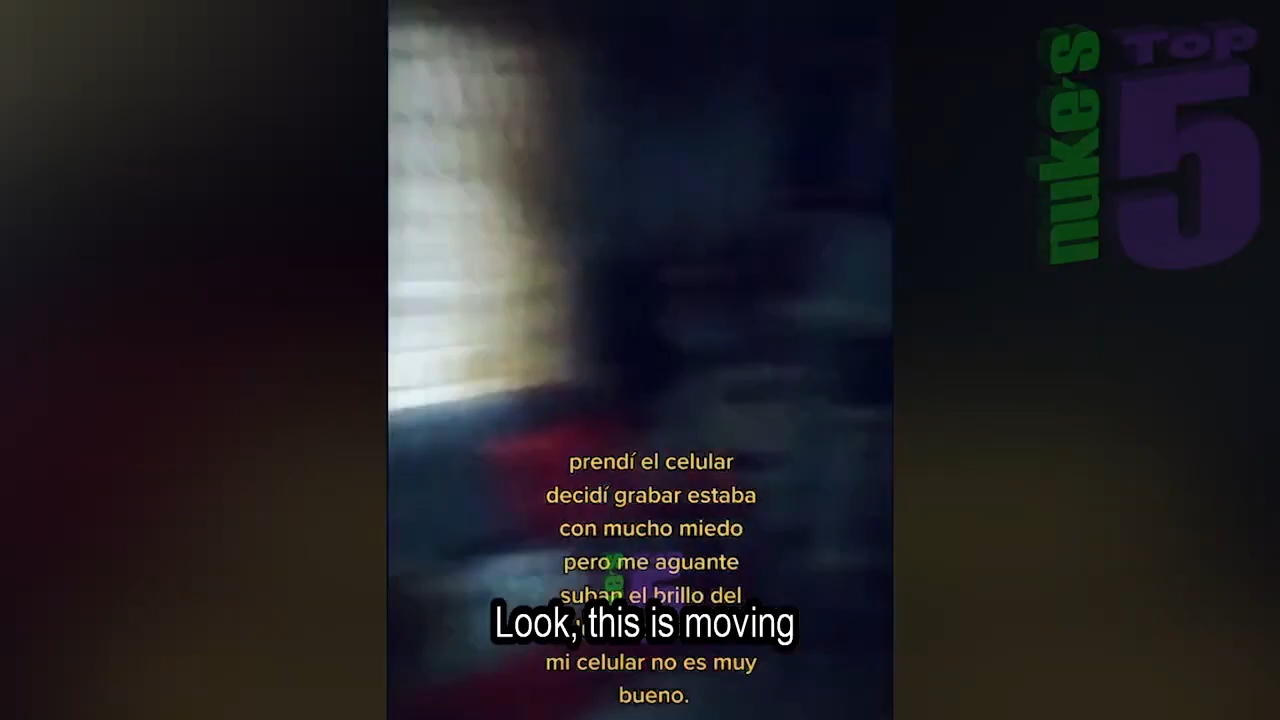 nuke's
Top
5
prendí el celular
decidí grabar estaba
con mucho miedo
pero me aguante
suban el brillo del
Look, this is moving
mi celular no es muy
bueno.